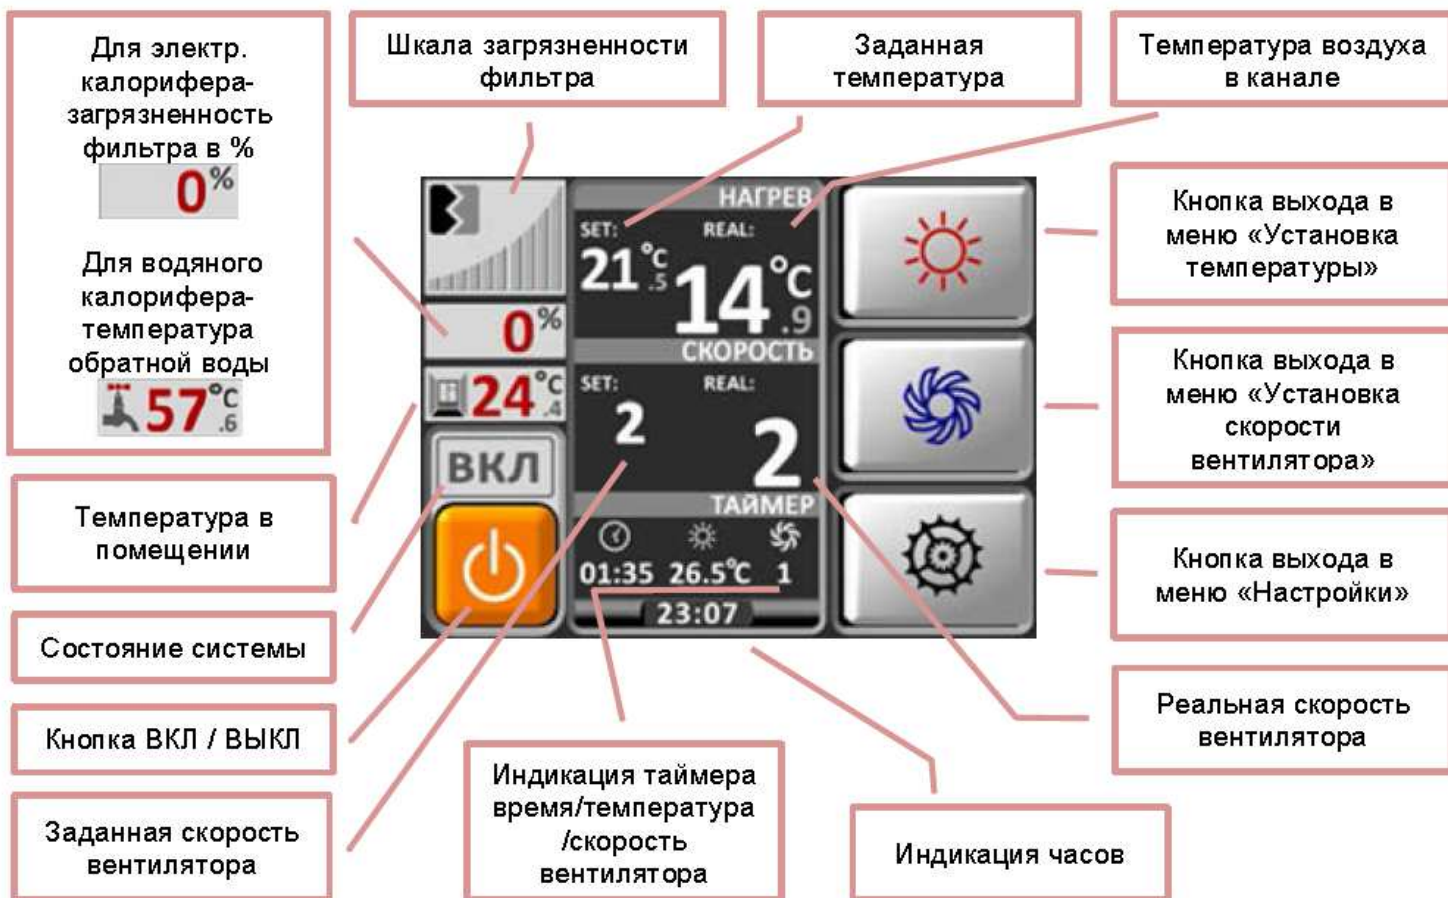 Для электр.
калорифера-
загрязненность
фильтра в %
0%
Для водяного
калорифера-
температура
обратной воды
57°C
.6
Шкала загрязненности
фильтра
Заданная
температура
Температура воздуха
в канале
НАГРЕВ
SET:
REAL:
21°C
.5
14°C
.9
0%
СКОРОСТЬ
24°C
.4
SET:
REAL:
2
2
ВКЛ
ТАЙМЕР
01:35 26.5°C 1
23:07
Кнопка выхода в
меню «Установка
температуры»
Кнопка выхода в
меню «Установка
скорости
вентилятора»
Кнопка выхода в
меню «Настройки»
Реальная скорость
вентилятора
Температура в
помещении
Состояние системы
Кнопка ВКЛ / ВЫКЛ
Заданная скорость
вентилятора
Индикация таймера
время/температура
/скорость
вентилятора
Индикация часов